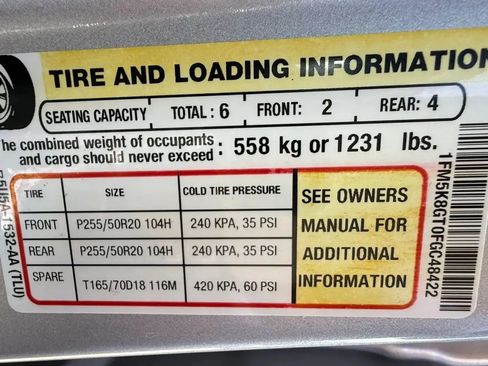 TIRE AND LOADING INFORMATION
SEATING CAPACITY TOTAL : 6 FRONT: 2 REAR: 4
The combined weight of occupants
and cargo should never exceed : 558 kg or 1231 lbs.
TIRE SIZE COLD TIRE PRESSURE
FRONT P255/50R20 104H 240 KPA, 35 PSI
REAR P255/50R20 104H 240 KPA, 35 PSI
SPARE T165/70D18 116M 420 KPA, 60 PSI
SEE OWNERS
MANUAL FOR
ADDITIONAL
INFORMATION
1FM5K8GT0FGC48422
1532-AA (TLU)